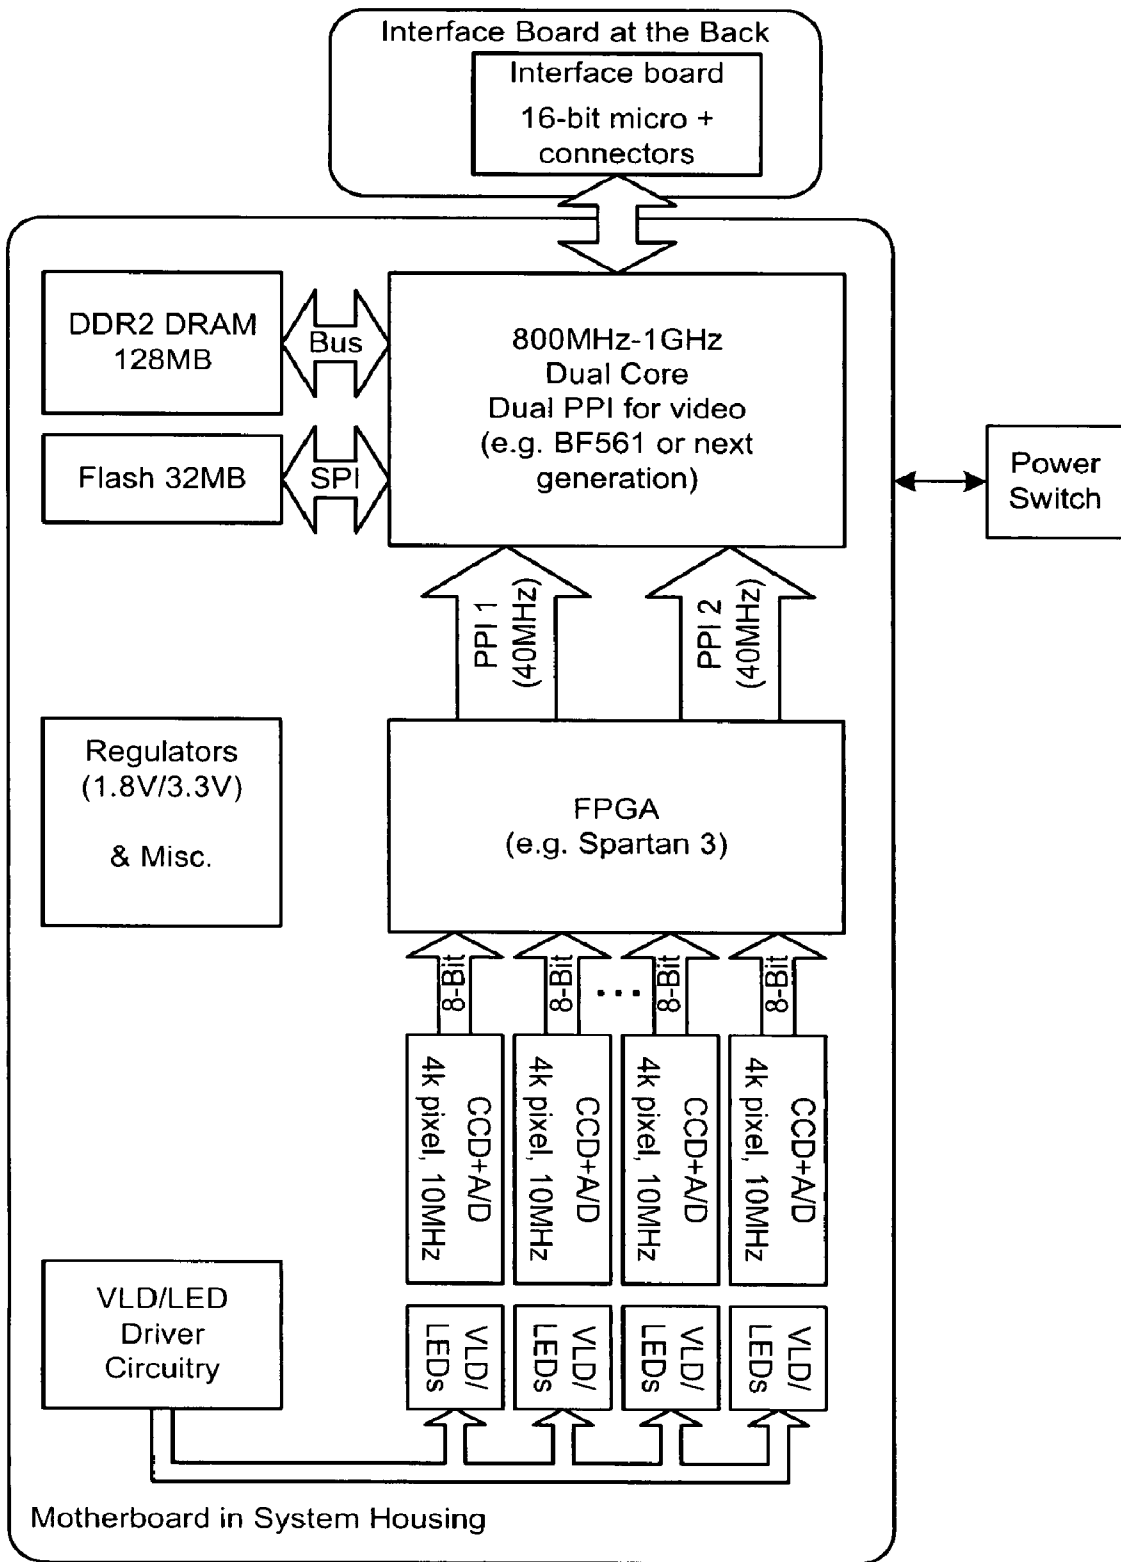 Interface Board at the Back
Interface board
16-bit micro +
connectors
DDR2 DRAM
128MB
Bus
800MHz-1GHz
Dual Core
Dual PPI for video
(e.g. BF561 or next
generation)
Flash 32MB
SPI
Power
Switch
PPI 1
(40MHz)
PPI 2
(40MHz)
Regulators
(1.8V/3.3V)
& Misc.
FPGA
(e.g. Spartan 3)
8-Bit
8-Bit
...
8-Bit
8-Bit
CCD+A/D
4k pixel, 10MHz
CCD+A/D
4k pixel, 10MHz
CCD+A/D
4k pixel, 10MHz
CCD+A/D
4k pixel, 10MHz
VLD/LED
Driver
Circuitry
VLD/
LEDs
VLD/
LEDs
VLD/
LEDs
VLD/
LEDs
Motherboard in System Housing